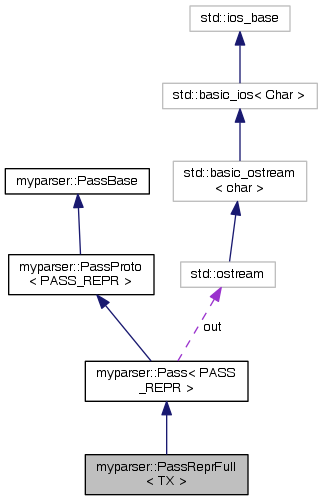 std::ios_base
std::basic_ios< Char >
std::basic_ostream
< char >
myparser::PassBase
myparser::PassProto
< PASS_REPR >
std::ostream
out
myparser::Pass< PASS
_REPR >
myparser::PassReprFull
< TX >